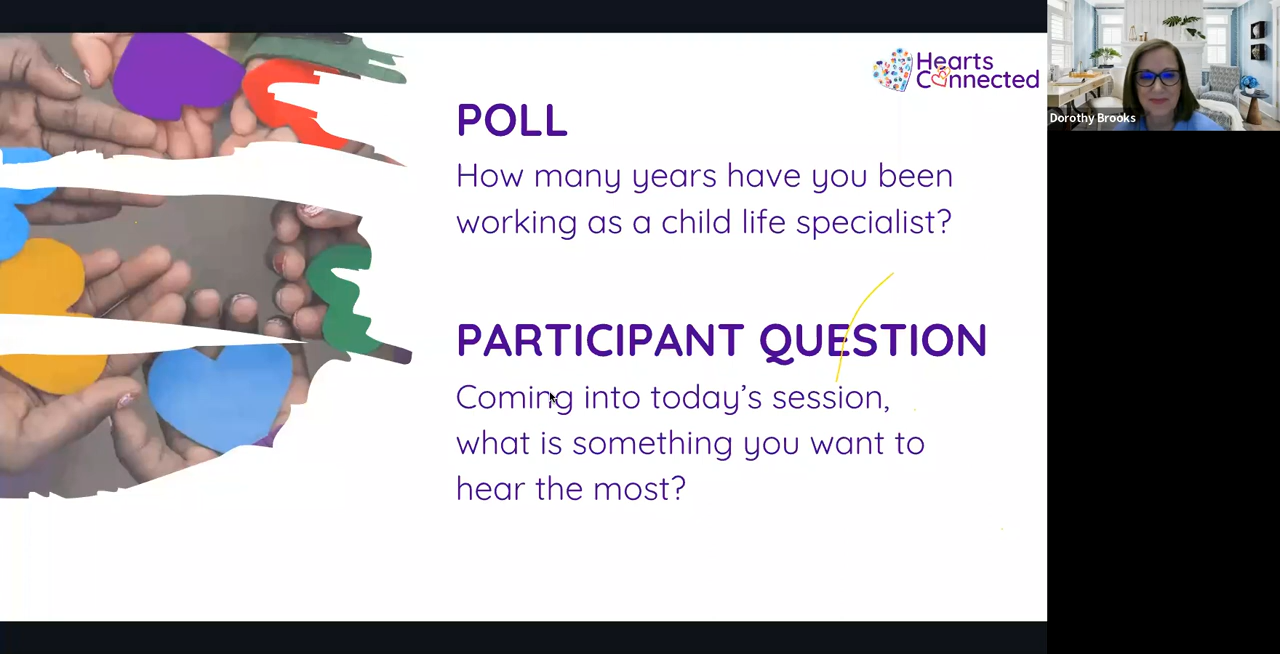 Hearts
Connected
Dorothy Brooks
POLL
How many years have you been
working as a child life specialist?
PARTICIPANT QUESTION
Coming into today’s session,
what is something you want to
hear the most?